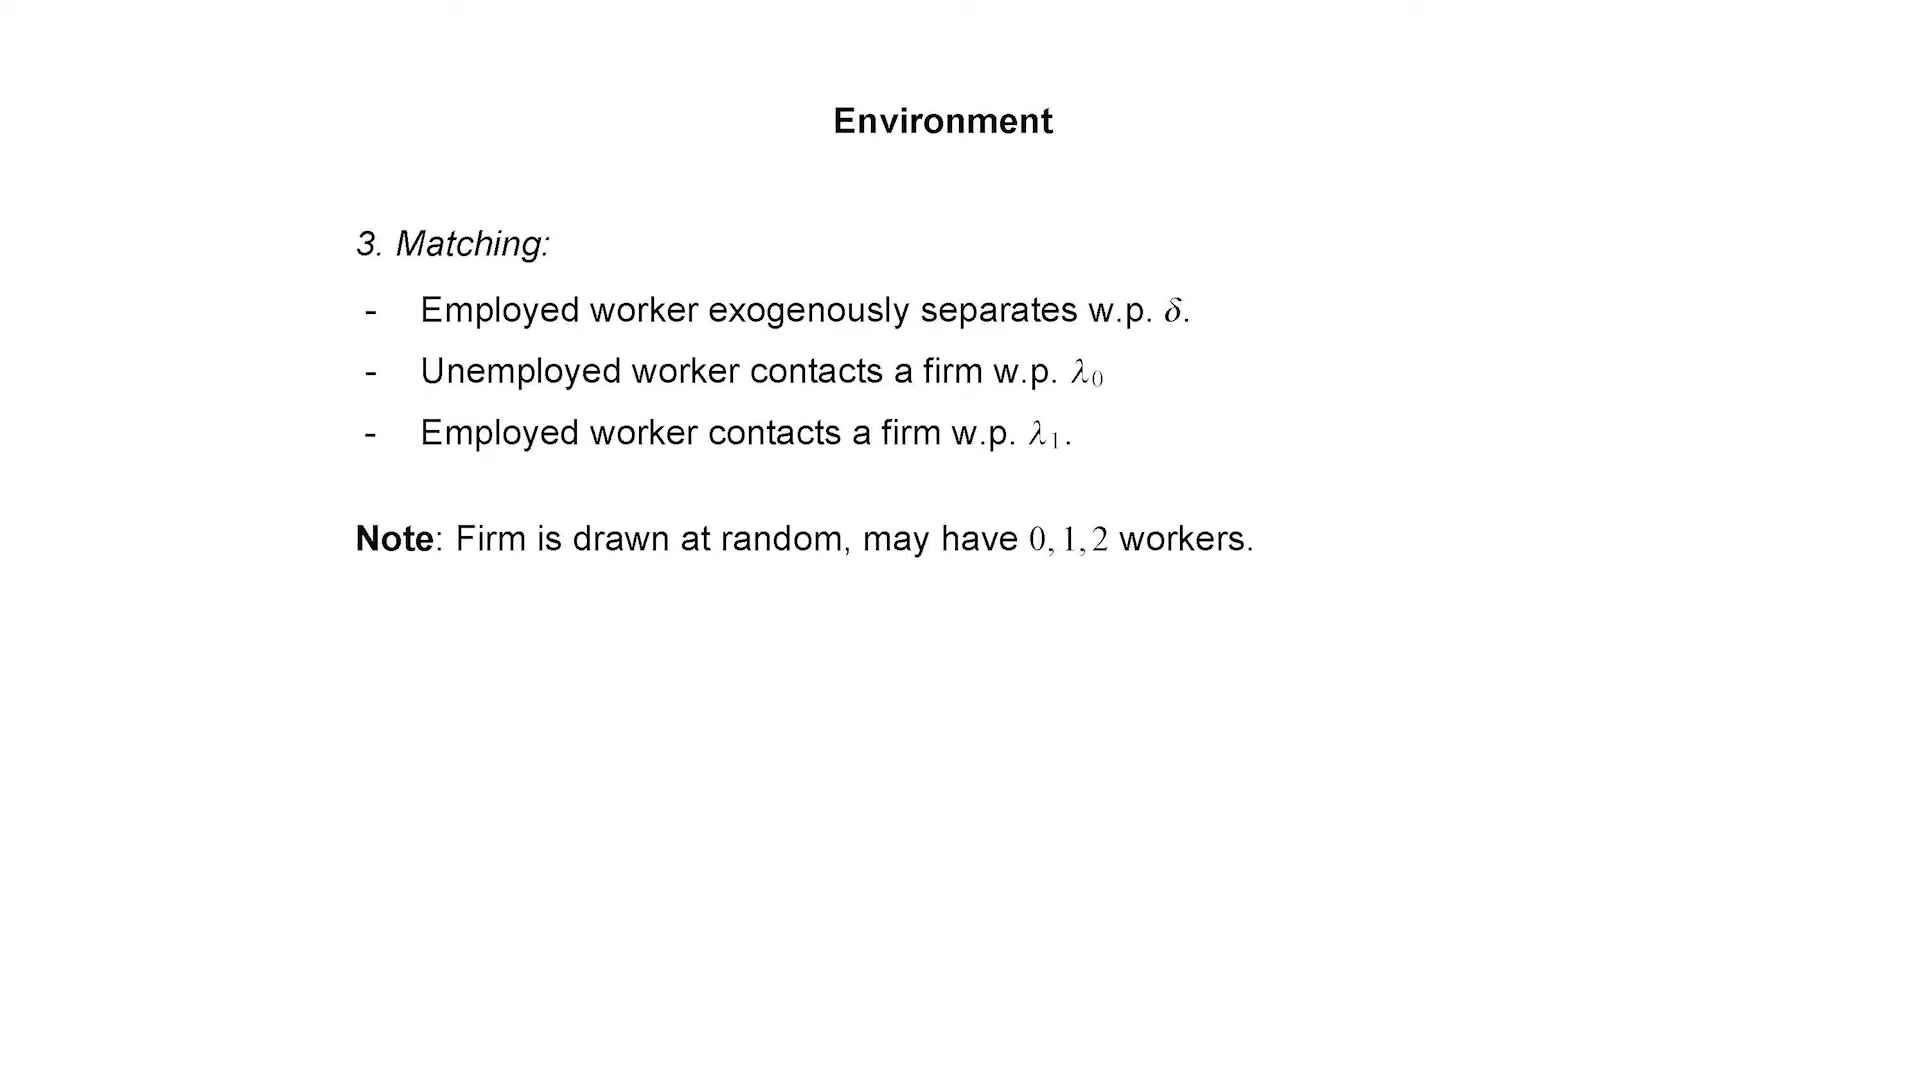 Environment
3. Matching:
- Employed worker exogenously separates w.p. δ.
- Unemployed worker contacts a firm w.p. λ₀
- Employed worker contacts a firm w.p. λ₁.
Note: Firm is drawn at random, may have 0, 1, 2 workers.